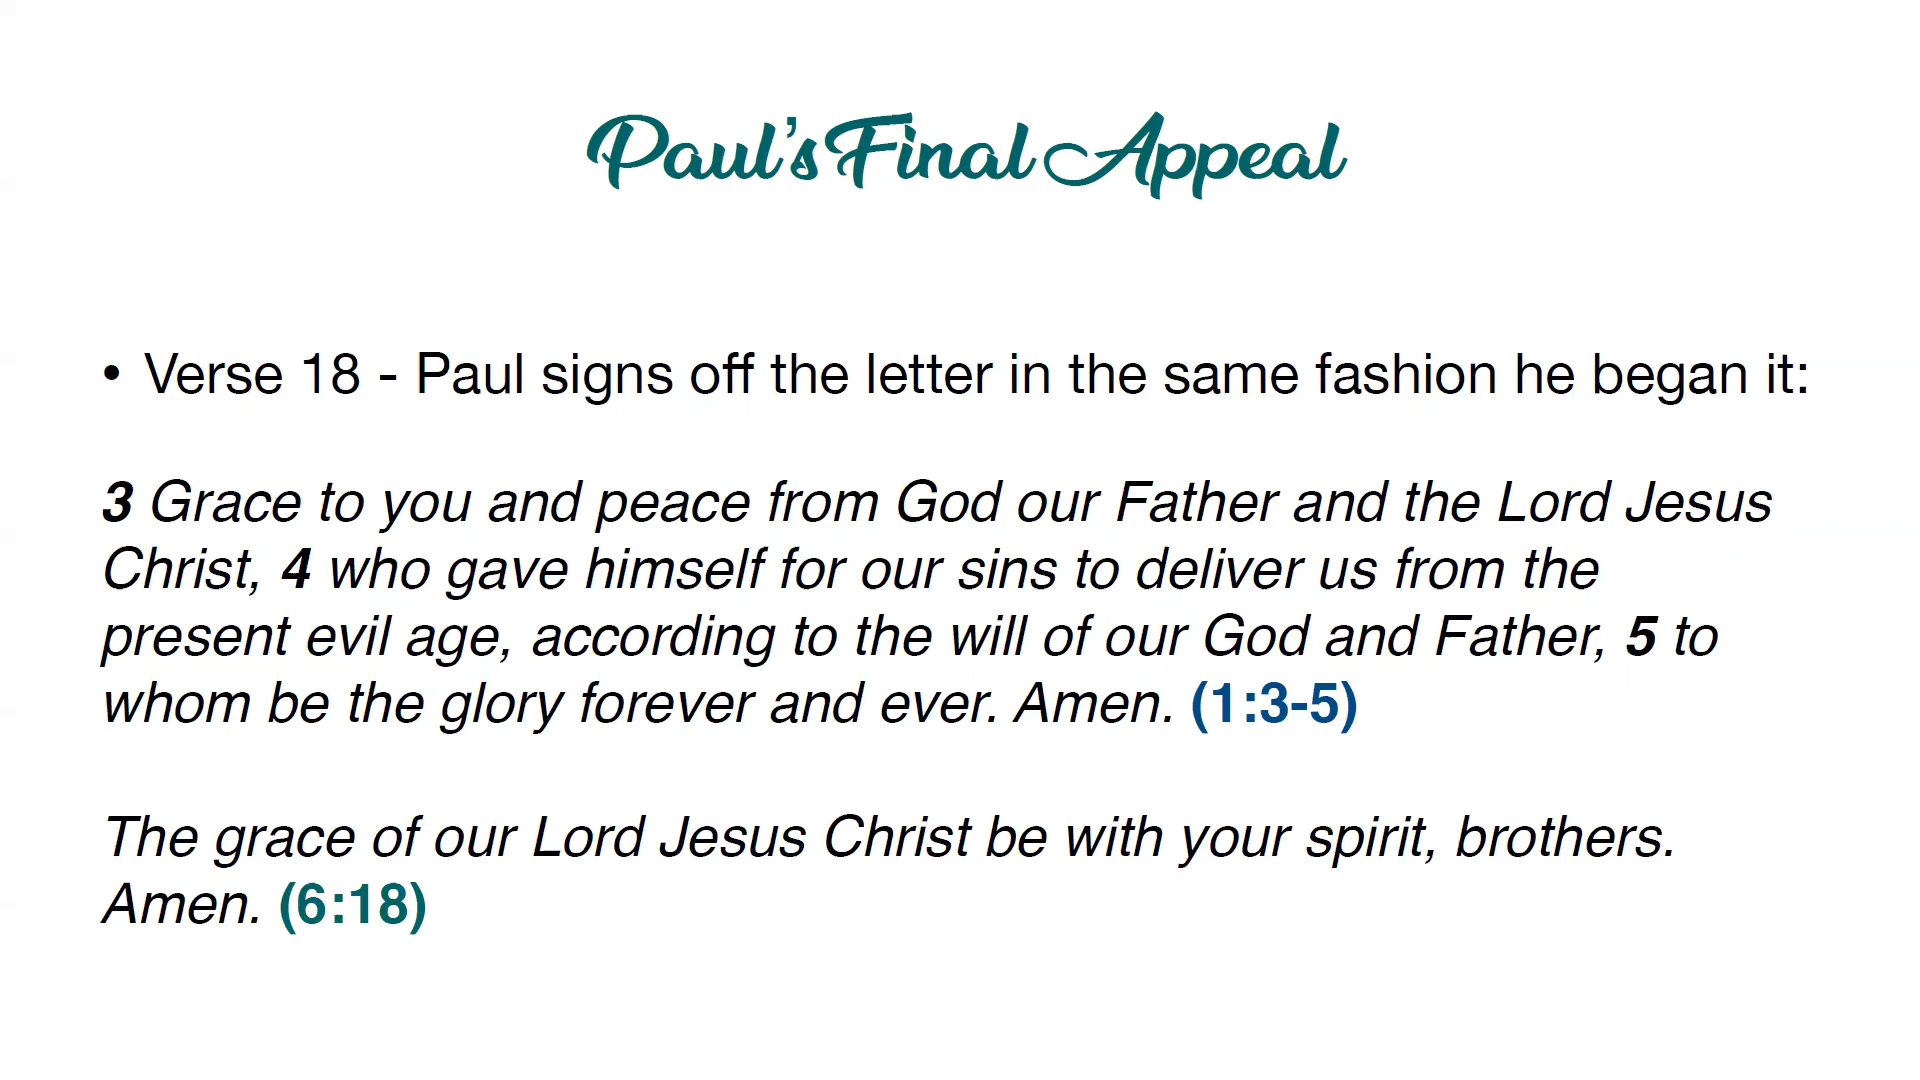 Paul’s Final Appeal
• Verse 18 - Paul signs off the letter in the same fashion he began it:
3 Grace to you and peace from God our Father and the Lord Jesus
Christ, 4 who gave himself for our sins to deliver us from the
present evil age, according to the will of our God and Father, 5 to
whom be the glory forever and ever. Amen. (1:3-5)
The grace of our Lord Jesus Christ be with your spirit, brothers.
Amen. (6:18)